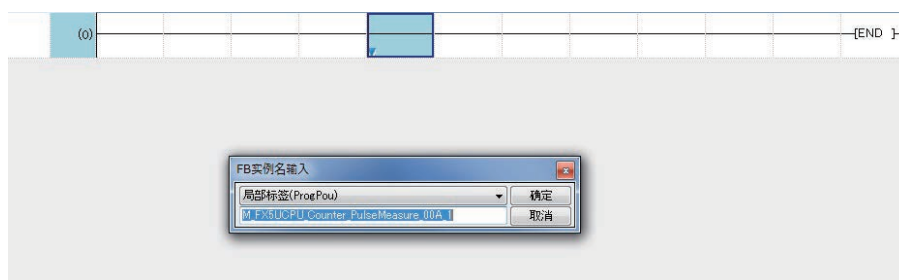 (0)
[END ]
FB实例名输入
局部标签(ProgPou)
确定
M_FX5UCPU_Counter_PulseMeasure_00A_1
取消